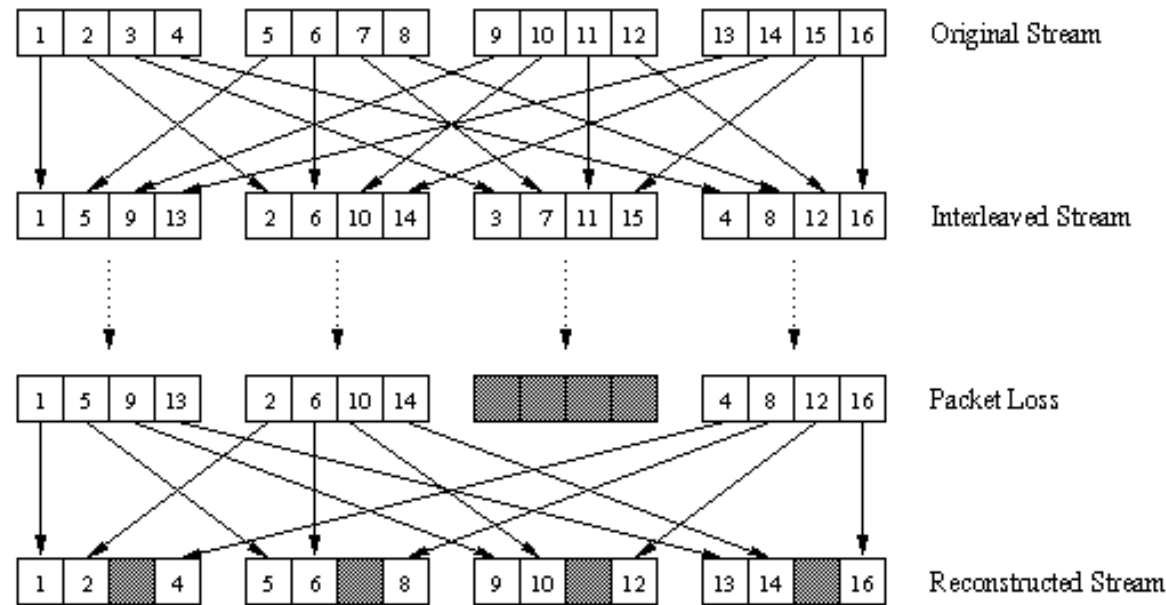 1 2 3 4 5 6 7 8 9 10 11 12 13 14 15 16 Original Stream
1 5 9 13 2 6 10 14 3 7 11 15 4 8 12 16 Interleaved Stream
1 5 9 13 2 6 10 14 4 8 12 16 Packet Loss
1 2 4 5 6 8 9 10 12 13 14 16 Reconstructed Stream